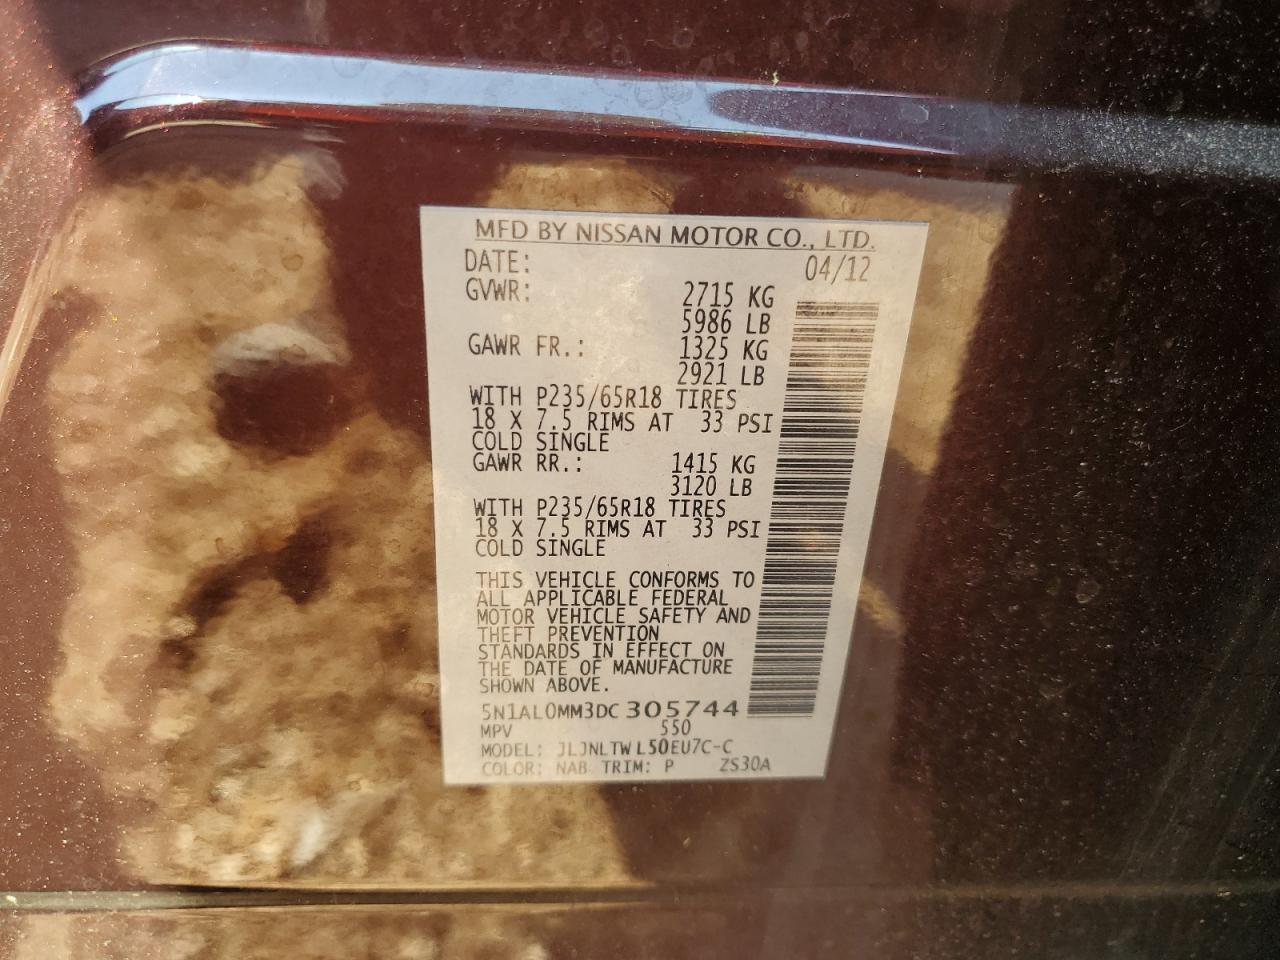 MFD BY NISSAN MOTOR CO., LTD.
DATE: 04/12
GVWR: 2715 KG
5986 LB
GAWR FR.: 1325 KG
2921 LB
WITH P235/65R18 TIRES
18 X 7.5 RIMS AT 33 PSI
COLD SINGLE
GAWR RR.: 1415 KG
3120 LB
WITH P235/65R18 TIRES
18 X 7.5 RIMS AT 33 PSI
COLD SINGLE
THIS VEHICLE CONFORMS TO
ALL APPLICABLE FEDERAL
MOTOR VEHICLE SAFETY AND
THEFT PREVENTION
STANDARDS IN EFFECT ON
THE DATE OF MANUFACTURE
SHOWN ABOVE.
5N1AL0MM3DC 305744
MPV 550
MODEL: JLJNLTWL50EU7C-C
COLOR: NAB TRIM: P ZS30A